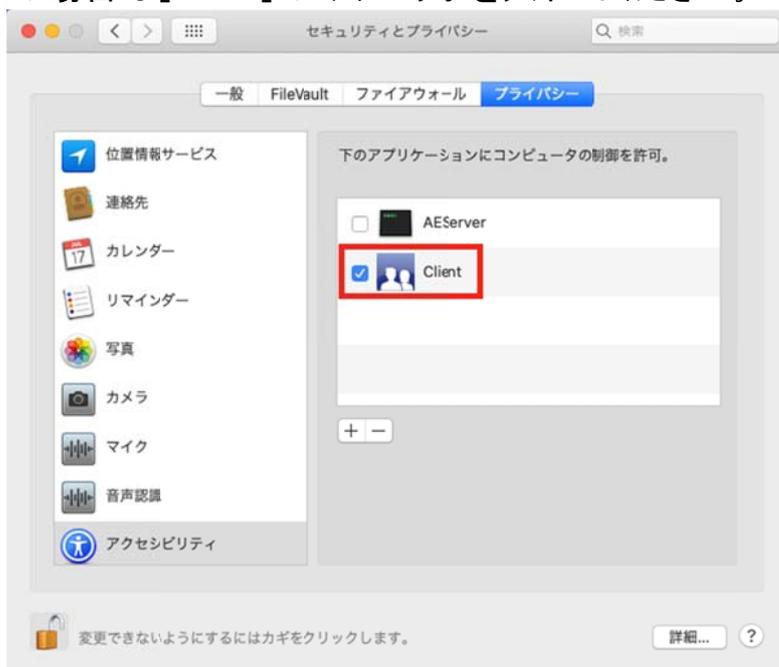 セキュリティとプライバシー
検索
一般 FileVault ファイアウォール プライバシー
位置情報サービス
連絡先
カレンダー
リマインダー
写真
カメラ
マイク
音声認識
アクセシビリティ
下のアプリケーションにコンピュータの制御を許可。
AEServer
Client
+ −
変更できないようにするにはカギをクリックします。
詳細... ?